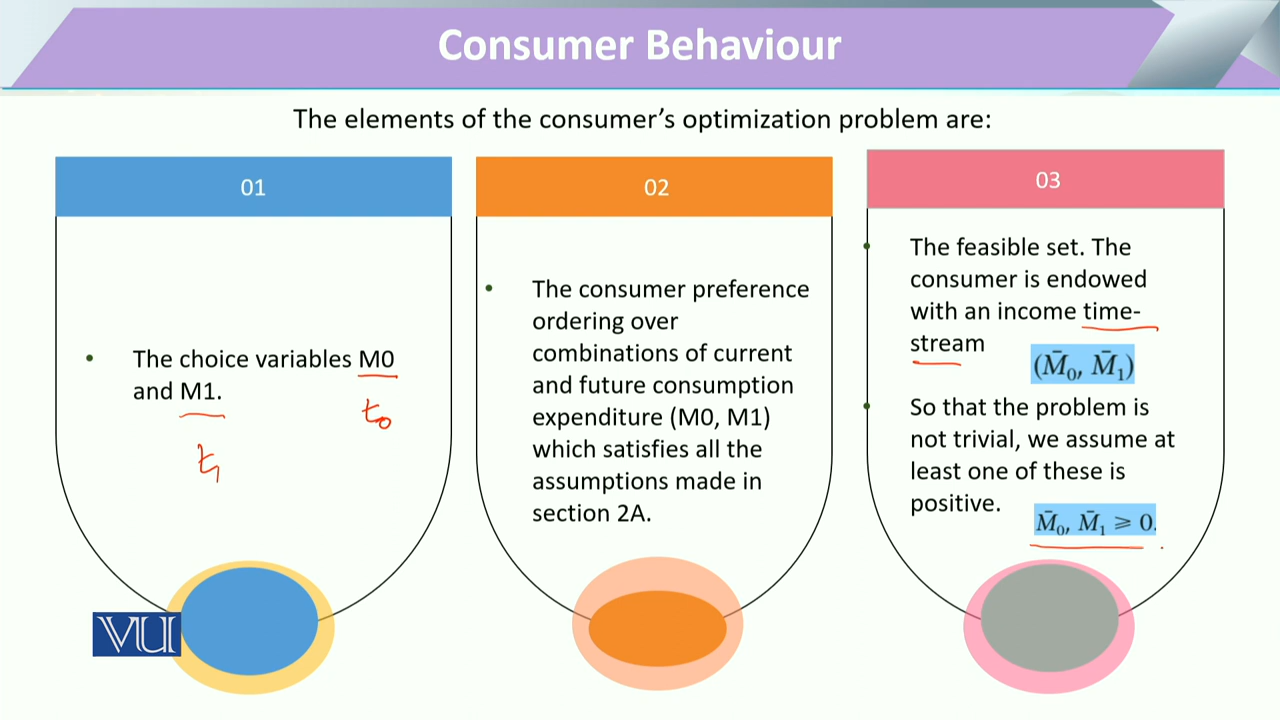 Consumer Behaviour
The elements of the consumer’s optimization problem are:
01
• The choice variables M0
and M1.
t₀
t₁
02
• The consumer preference
ordering over
combinations of current
and future consumption
expenditure (M0, M1)
which satisfies all the
assumptions made in
section 2A.
03
• The feasible set. The
consumer is endowed
with an income time-
stream
(M̄₀, M̄₁)
• So that the problem is
not trivial, we assume at
least one of these is
positive.
M̄₀, M̄₁ ⩾ 0.
VU